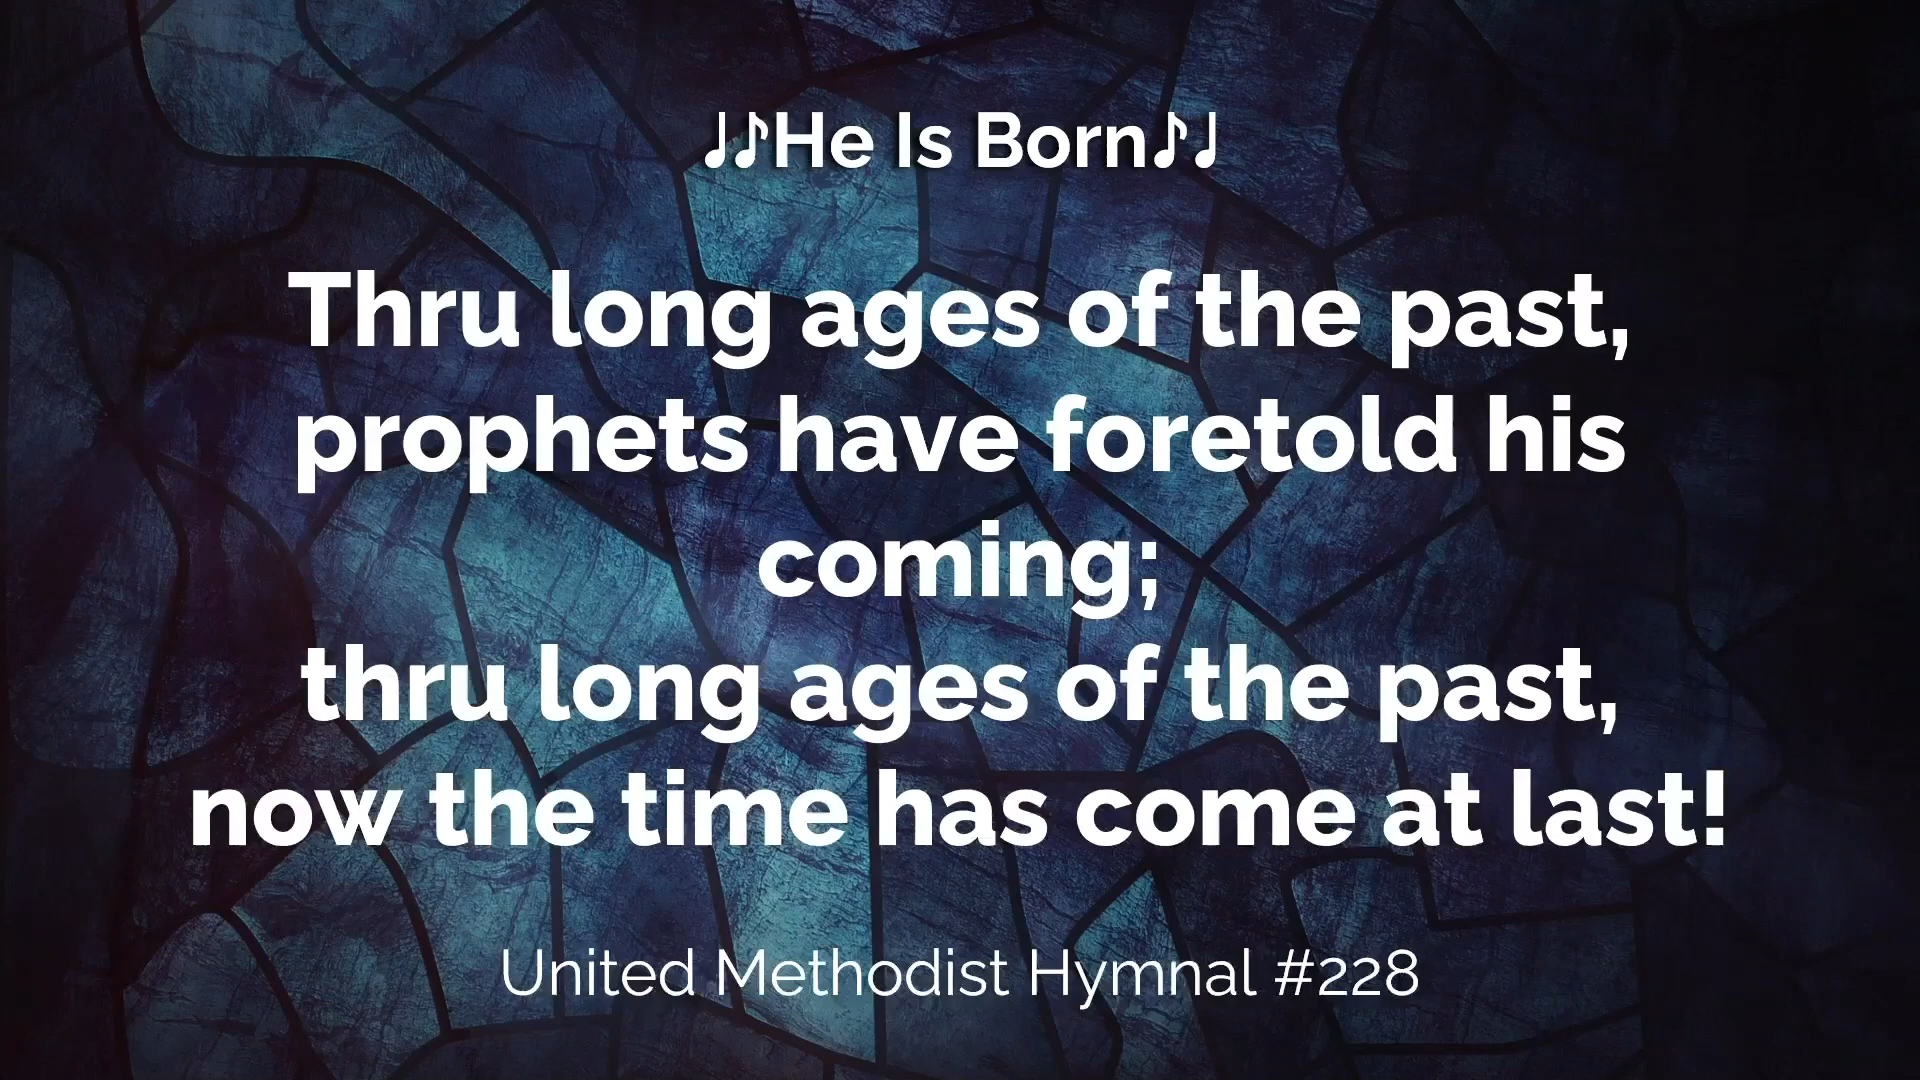 ♩♪He Is Born♪♩
Thru long ages of the past,
prophets have foretold his
coming;
thru long ages of the past,
now the time has come at last!
United Methodist Hymnal #228